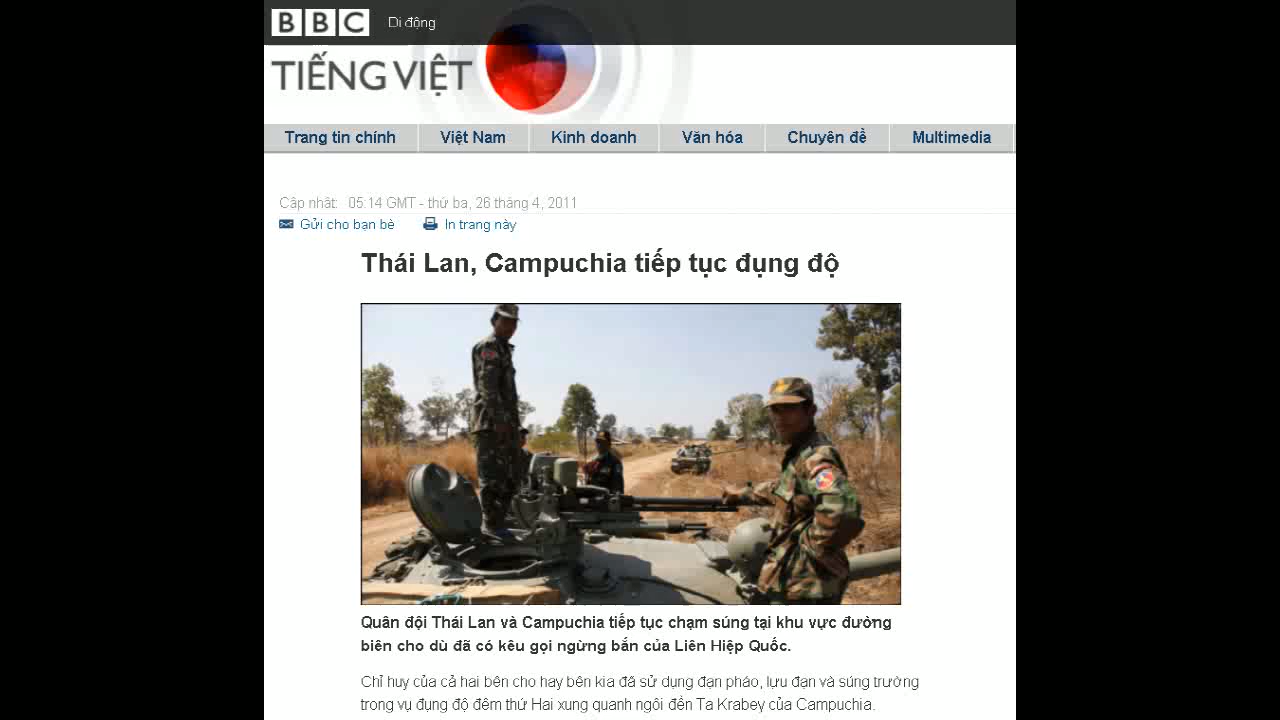 BBC Di động
TIẾNG VIỆT
Trang tin chính Việt Nam Kinh doanh Văn hóa Chuyên đề Multimedia
Cập nhật: 05:14 GMT - thứ ba, 26 tháng 4, 2011
Gửi cho bạn bè In trang này
Thái Lan, Campuchia tiếp tục đụng độ
Quân đội Thái Lan và Campuchia tiếp tục chạm súng tại khu vực đường
biên cho dù đã có kêu gọi ngừng bắn của Liên Hiệp Quốc.
Chỉ huy của cả hai bên cho hay bên kia đã sử dụng đạn pháo, lựu đạn và súng trường
trong vụ đụng độ đêm thứ Hai xung quanh ngôi đền Ta Krabey của Campuchia.